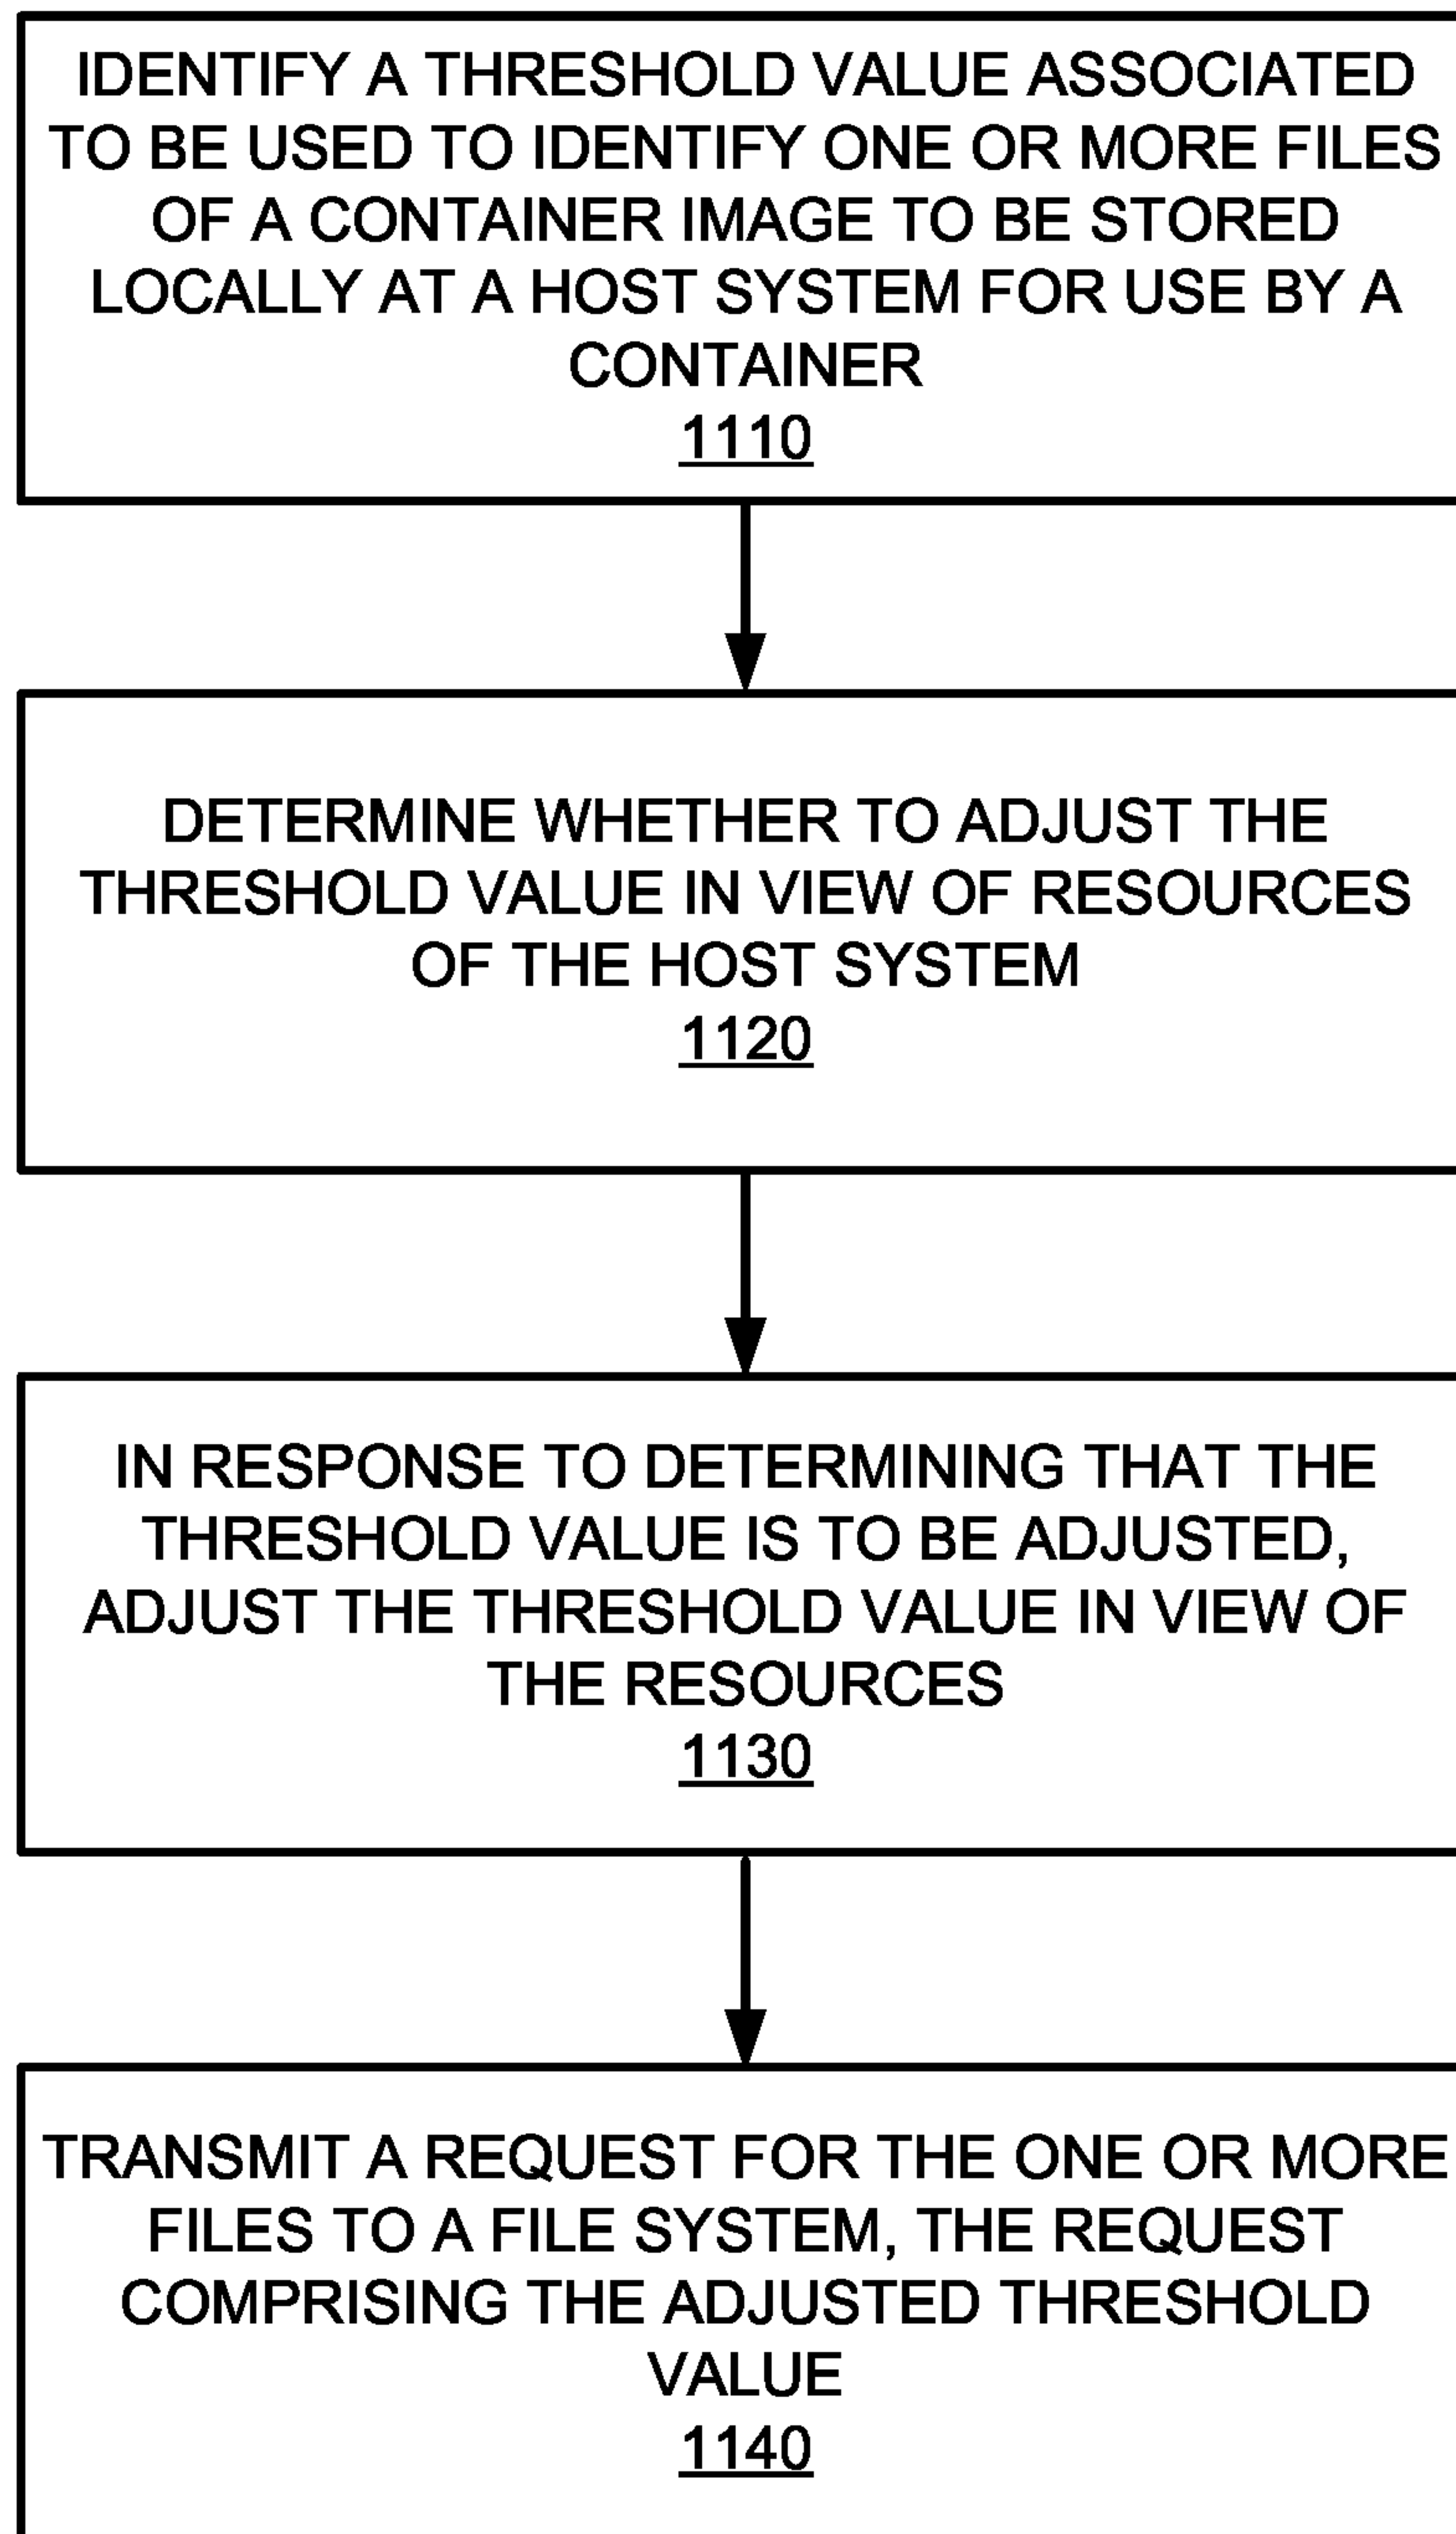 IDENTIFY A THRESHOLD VALUE ASSOCIATED
TO BE USED TO IDENTIFY ONE OR MORE FILES
OF A CONTAINER IMAGE TO BE STORED
LOCALLY AT A HOST SYSTEM FOR USE BY A
CONTAINER
1110
DETERMINE WHETHER TO ADJUST THE
THRESHOLD VALUE IN VIEW OF RESOURCES
OF THE HOST SYSTEM
1120
IN RESPONSE TO DETERMINING THAT THE
THRESHOLD VALUE IS TO BE ADJUSTED,
ADJUST THE THRESHOLD VALUE IN VIEW OF
THE RESOURCES
1130
TRANSMIT A REQUEST FOR THE ONE OR MORE
FILES TO A FILE SYSTEM, THE REQUEST
COMPRISING THE ADJUSTED THRESHOLD
VALUE
1140